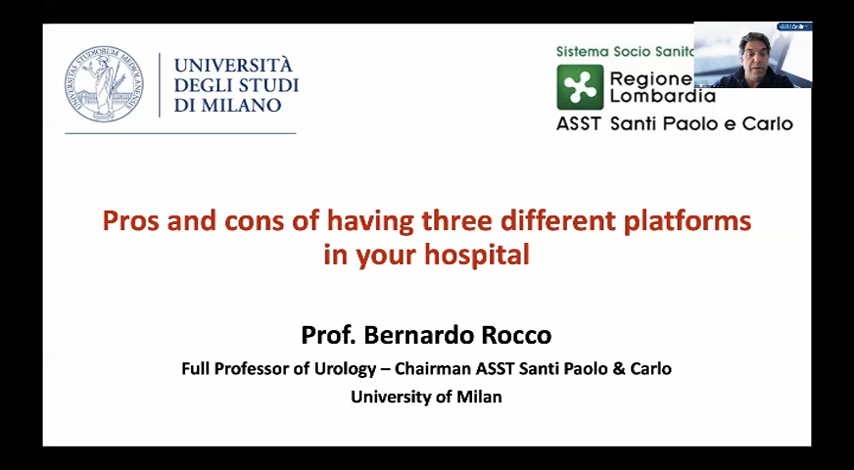 UNIVERSITÀ
DEGLI STUDI
DI MILANO
Sistema Socio
Regione
Lombardia
ASST Santi Paolo e Carlo
Pros and cons of having three different platforms
in your hospital
Prof. Bernardo Rocco
Full Professor of Urology – Chairman ASST Santi Paolo & Carlo
University of Milan